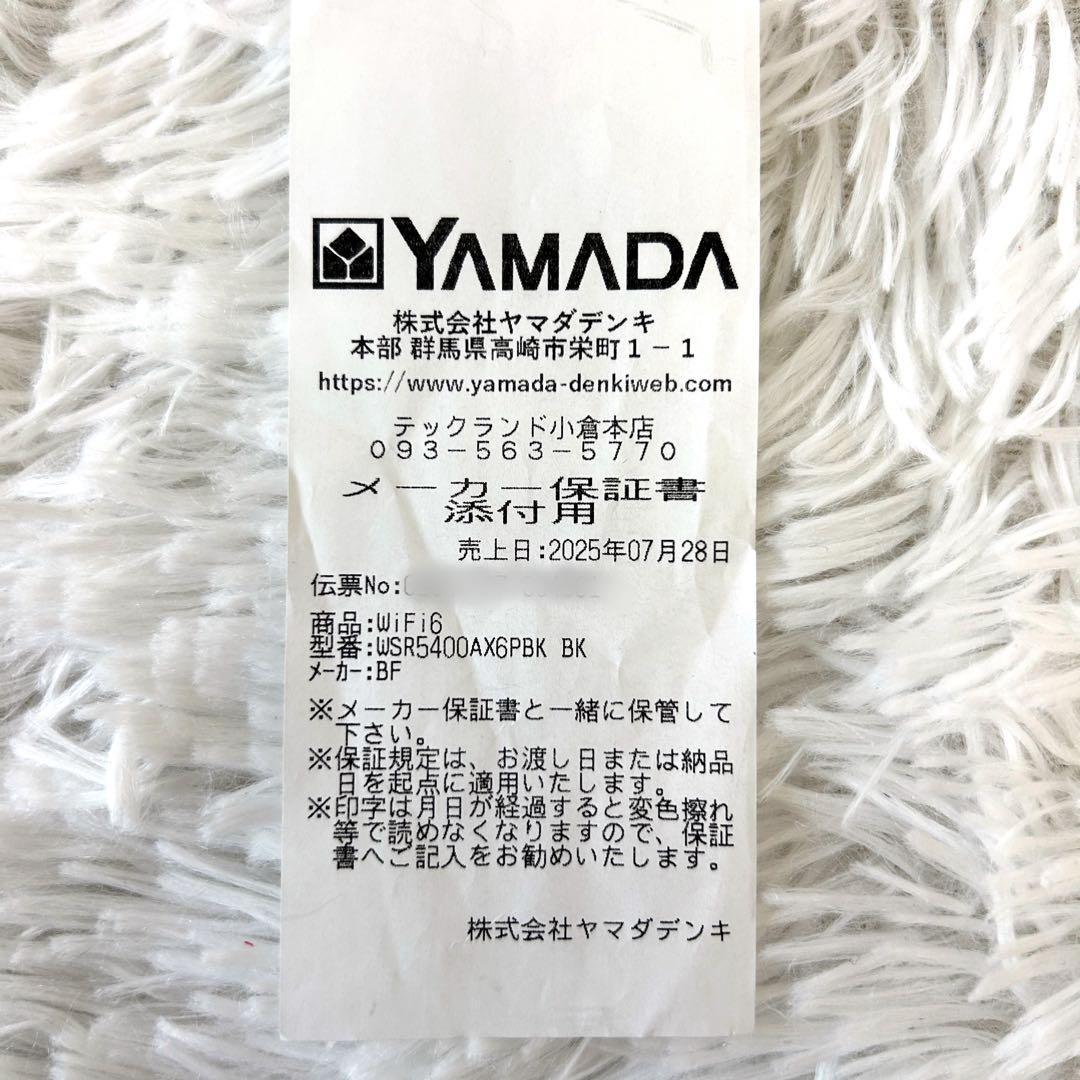 YAMADA
株式会社ヤマダデンキ
本部 群馬県高崎市栄町1-1
https://www.yamada-denkiweb.com
テックランド小倉本店
093-563-5770
メーカー保証書
添付用
売上日:2025年07月28日
伝票No:
商品:WiFi6
型番:WSR5400AX6PBK BK
メーカー:BF
※メーカー保証書と一緒に保管して
下さい。
※保証規定は、お渡し日または納品
日を起点に適用いたします。
※印字は月日が経過すると変色擦れ
等で読めなくなりますので、保証
書へご記入をお勧めいたします。
株式会社ヤマダデンキ